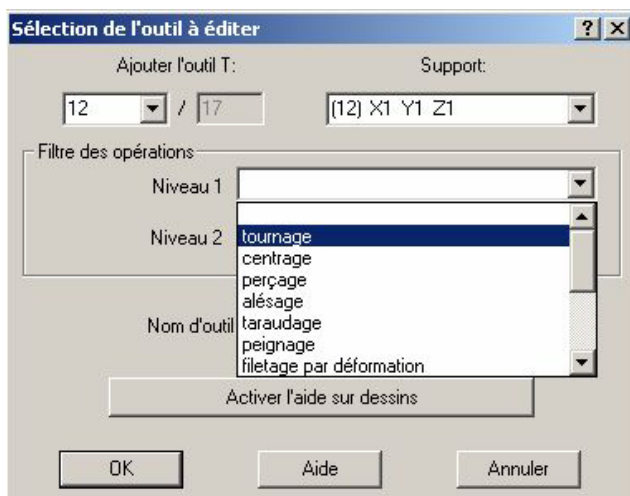 Sélection de l'outil à éditer
Ajouter l'outil T: Support:
12 / 17 (12) X1 Y1 Z1
Filtre des opérations
Niveau 1
Niveau 2
tournage
centrage
perçage
alésage
Nom d'outil
taraudage
peignage
filetage par déformation
Activer l'aide sur dessins
OK Aide Annuler